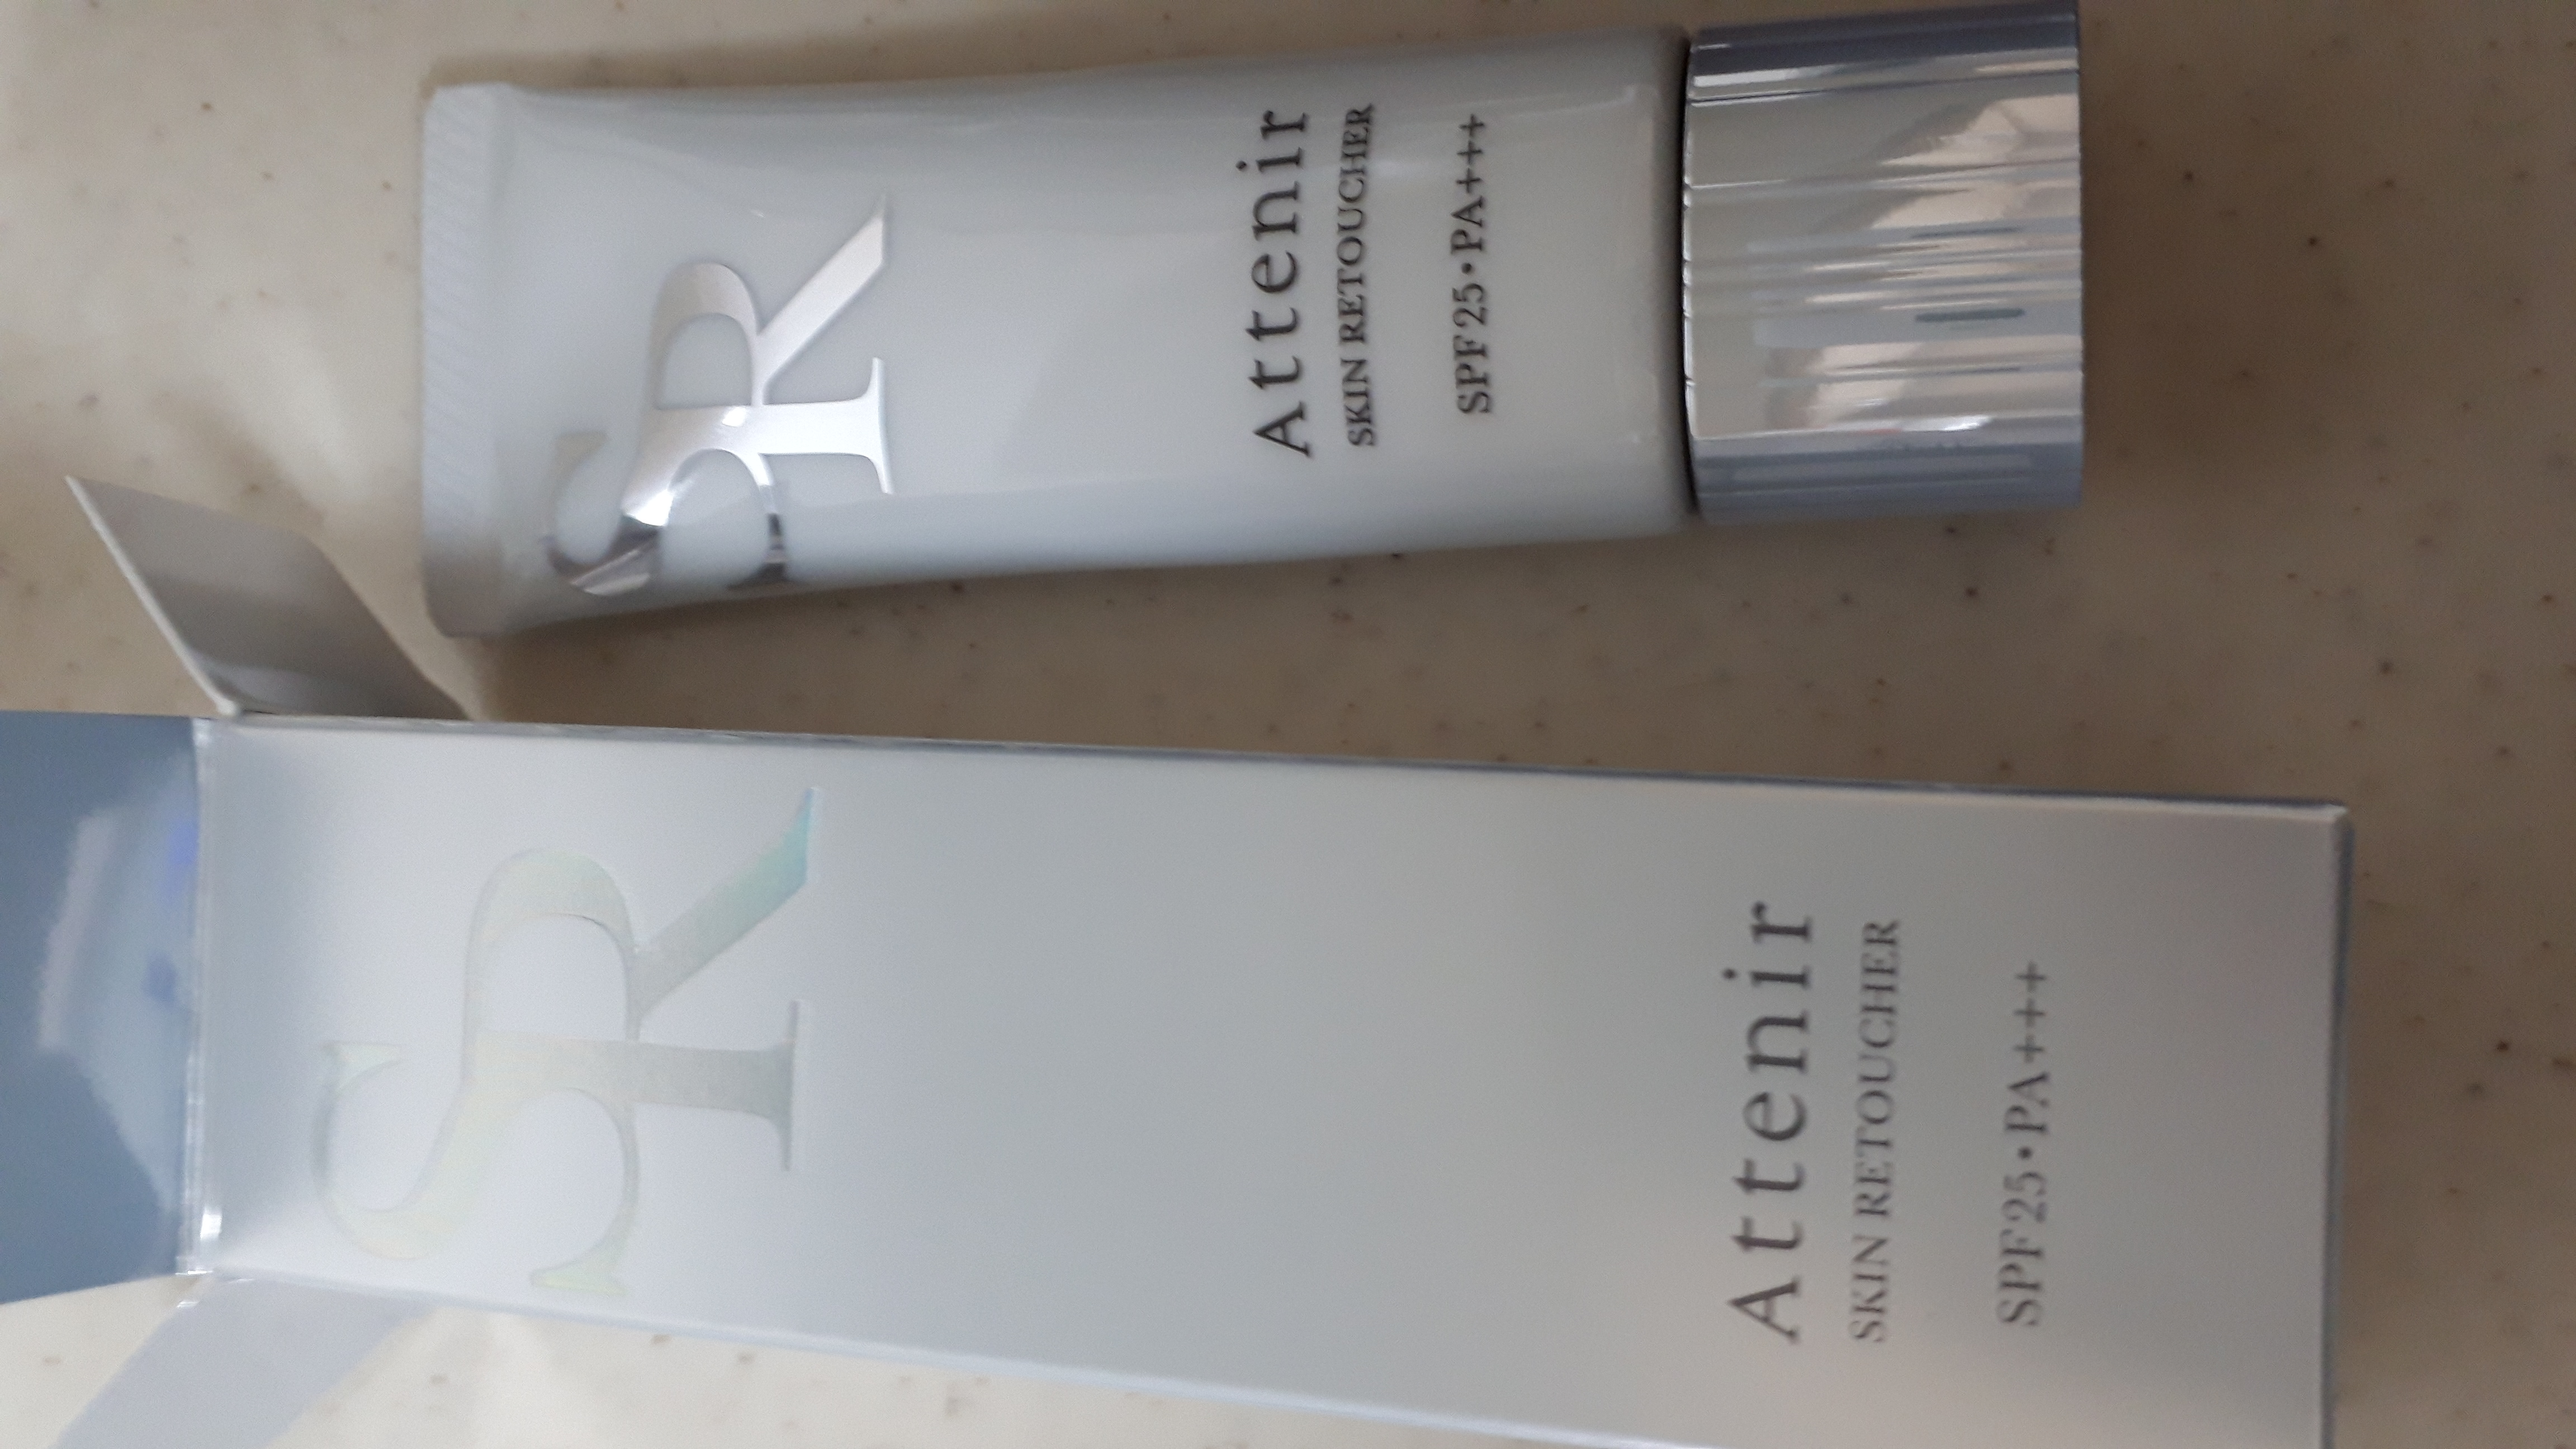 SR
Attenir
SKIN RETOUCHER
SPF25・PA+++
SR
Attenir
SKIN RETOUCHER
SPF25・PA+++